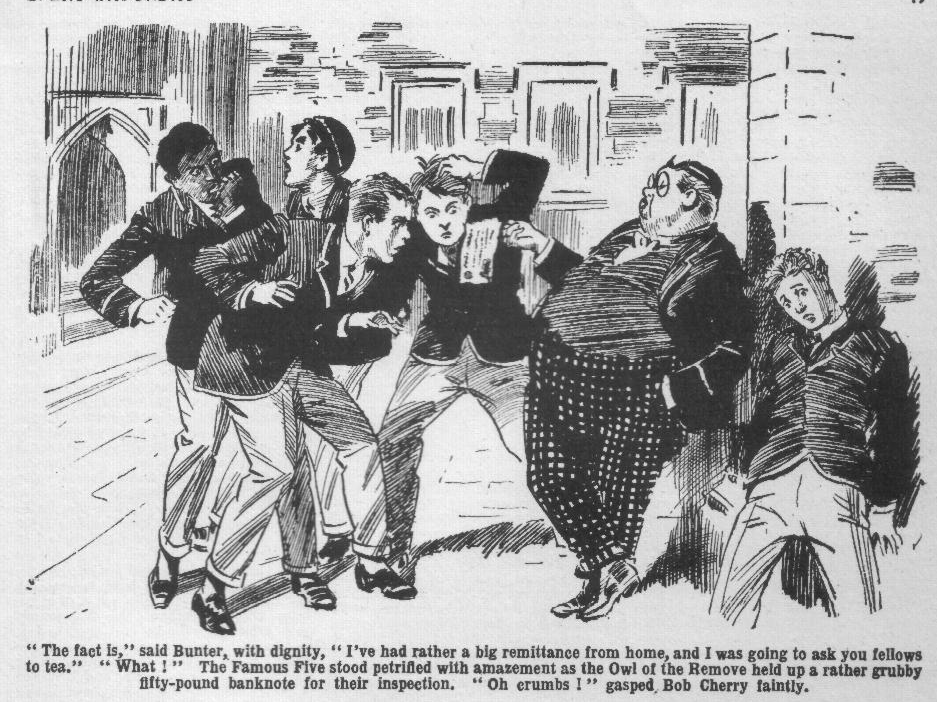 “ The fact is,” said Bunter, with dignity, “ I’ve had rather a big remittance from home, and I was going to ask you fellows
to tea.” “ What ! ” The Famous Five stood petrified with amazement as the Owl of the Remove held up a rather grubby
fifty-pound banknote for their inspection. “ Oh crumbs ! ” gasped Bob Cherry faintly.